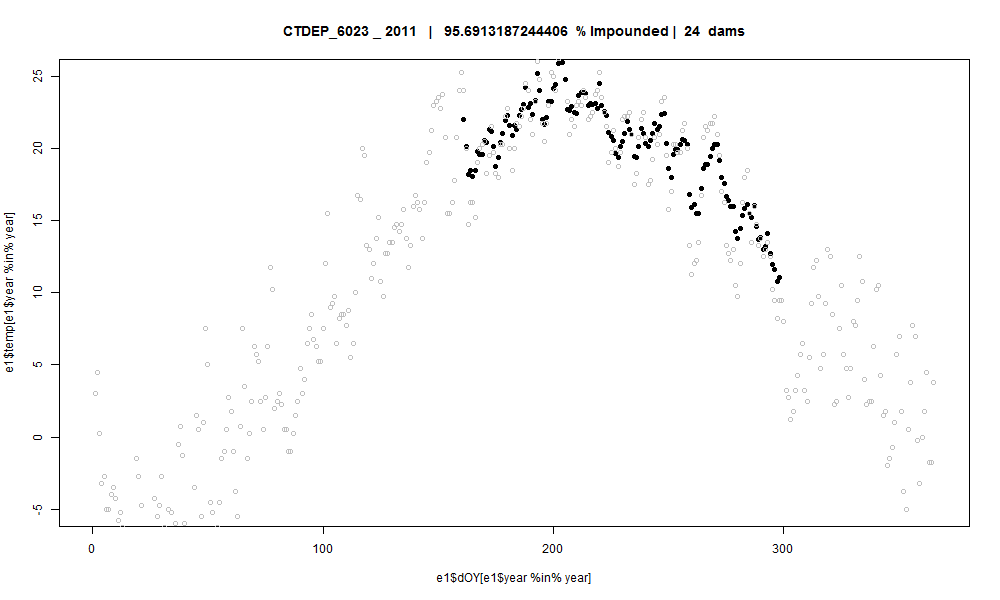 CTDEP_6023 _ 2011 | 95.6913187244406 % Impounded | 24 dams
e1$temp[e1$year %in% year]
25
20
15
10
5
0
-5
0 100 200 300
e1$dOY[e1$year %in% year]